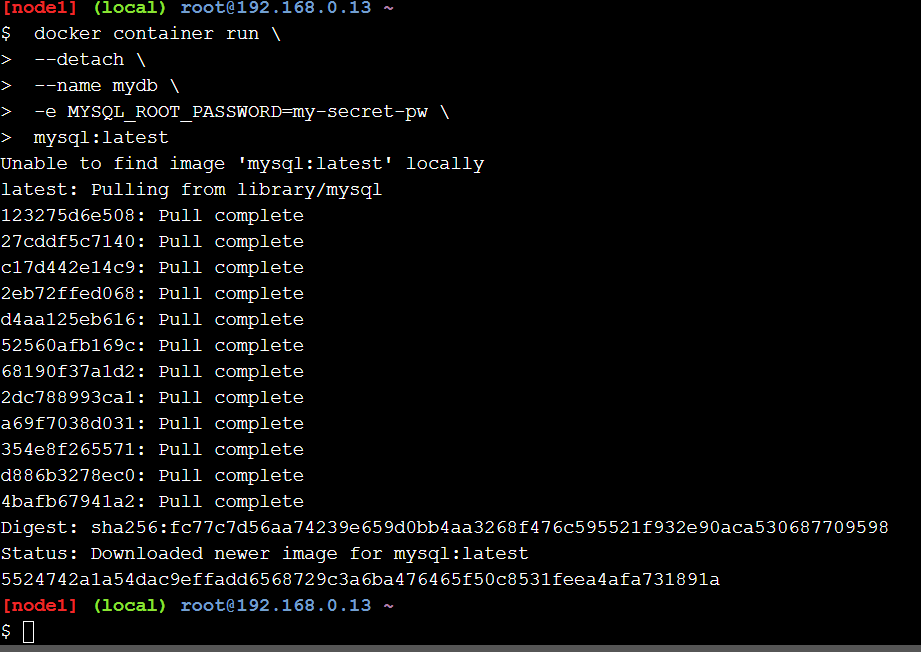 [node1] (local) root@192.168.0.13 ~
$  docker container run \
>  --detach \
>  --name mydb \
>  -e MYSQL_ROOT_PASSWORD=my-secret-pw \
>  mysql:latest
Unable to find image 'mysql:latest' locally
latest: Pulling from library/mysql
123275d6e508: Pull complete
27cddf5c7140: Pull complete
c17d442e14c9: Pull complete
2eb72ffed068: Pull complete
d4aa125eb616: Pull complete
52560afb169c: Pull complete
68190f37a1d2: Pull complete
2dc788993ca1: Pull complete
a69f7038d031: Pull complete
354e8f265571: Pull complete
d886b3278ec0: Pull complete
4bafb67941a2: Pull complete
Digest: sha256:fc77c7d56aa74239e659d0bb4aa3268f476c595521f932e90aca530687709598
Status: Downloaded newer image for mysql:latest
5524742a1a54dac9effadd6568729c3a6ba476465f50c8531feea4afa731891a
[node1] (local) root@192.168.0.13 ~
$